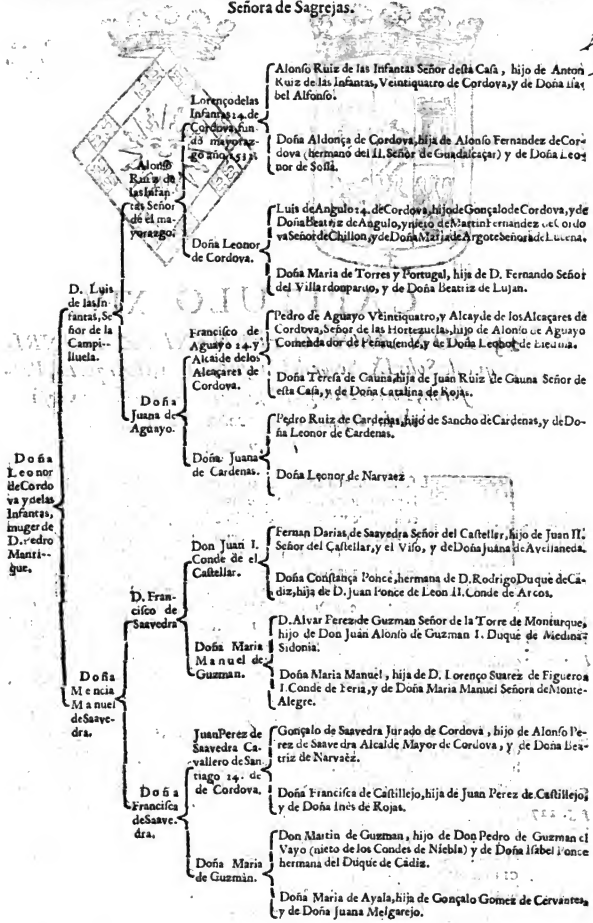 Señora de Sagrejas.
Doña
Leonor
deCordo
va y delas
Infantas,
muger de
D. Pedro
Manri-
que.
D. Luis
de las In-
fantas, Se
ñor de la
Campi-
lluela.
Alonso
Ruiz de
las Infan-
tas Señor
de el ma-
yorazgo.
Lorenço delas
Infantas 24. de
Cordova, fun-
dò mayoraz-
go año 1513.
Alonso Ruiz de las Infantas Señor desta Casa, hijo de Anton
Ruiz de las Infantas, Veintiquatro de Cordova, y de Doña Isa-
bel Alfonso.
Doña Aldonça de Cordova, hija de Alonso Fernandez de Cor-
dova (hermano del II. Señor de Guadalcaçar) y de Doña Leo-
nor de Sossa.
Doña Leonor
de Cordova.
Luis de Angulo 24. de Cordova, hijo de Gonçalo de Cordova, y de
Doña Beatriz de Angulo, y nieto de Martin Fernandez de Cordo
va Señor de Chillon, y de Doña Maria de Argote Señora de Lucena.
Doña Maria de Torres y Portugal, hija de D. Fernando Señor
del Villardompardo, y de Doña Beatriz de Lujan.
Doña
Juana de
Aguayo.
Francisco de
Aguayo 24. y
Alcaide delos
Alcaçares de
Cordova.
Pedro de Aguayo Veintiquatro, y Alcayde de los Alcaçares de
Cordova, Señor de las Hortezuelas, hijo de Alonso de Aguayo
Comendador de Peñausende, y de Doña Leonor de Biedma.
Doña Teresa de Gauna, hija de Juan Ruiz de Gauna Señor de
esta Casa, y de Doña Catalina de Rojas.
Doña Juana
de Cardenas.
Pedro Ruiz de Cardenas, hijo de Sancho de Cardenas, y de Do-
ña Leonor de Cardenas.
Doña Leonor de Narvaez
Doña
Mencia
Manuel
deSaave-
dra.
D. Fran-
cisco de
Saavedra
Don Juan I.
Conde de el
Castellar.
Fernan Darias de Saavedra Señor del Castellar, hijo de Juan II.
Señor del Castellar, y el Viso, y de Doña Juana de Avellaneda.
Doña Constança Ponce, hermana de D. Rodrigo Duque de Ca-
diz, hija de D. Juan Ponce de Leon II. Conde de Arcos.
Doña Maria
Manuel de
Guzman.
D. Alvar Perez de Guzman Señor de la Torre de Monturque,
hijo de Don Juan Alonso de Guzman I. Duque de Medina-
Sidonia.
Doña Maria Manuel, hija de D. Lorenço Suarez de Figueroa
I. Conde de Feria, y de Doña Maria Manuel Señora de Monte-
Alegre.
Doña
Francisca
deSaave-
dra.
Juan Perez de
Saavedra Ca-
vallero de San-
tiago 24. de
de Cordova.
Gonçalo de Saavedra Jurado de Cordova, hijo de Alonso Pe-
rez de Saavedra Alcalde Mayor de Cordova, y de Doña Bea-
triz de Narvaèz.
Doña Francisca de Castillejo, hija de Juan Perez de Castillejo,
y de Doña Inès de Rojas.
Doña Maria
de Guzmàn.
Don Martin de Guzman, hijo de Don Pedro de Guzman el
Vayo (nieto de los Condes de Niebla) y de Doña Isabel Ponce
hermana del Duque de Càdiz.
Doña Maria de Ayala, hija de Gonçalo Gomez de Cervantes,
y de Doña Juana Melgarejo.